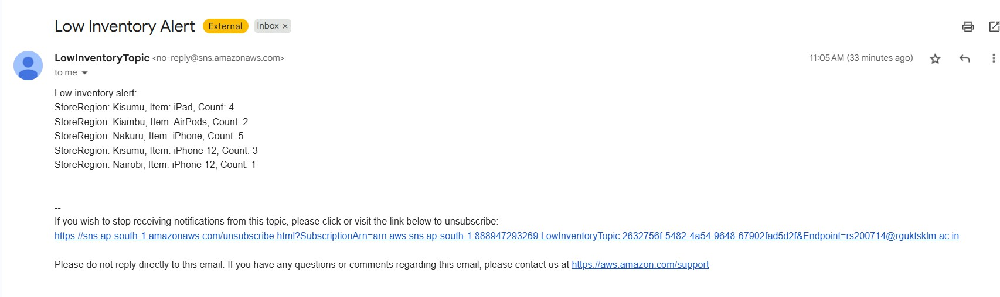 Low Inventory Alert External Inbox ×
LowInventoryTopic <no-reply@sns.amazonaws.com> 11:05 AM (33 minutes ago)
to me
Low inventory alert:
StoreRegion: Kisumu, Item: iPad, Count: 4
StoreRegion: Kiambu, Item: AirPods, Count: 2
StoreRegion: Nakuru, Item: iPhone, Count: 5
StoreRegion: Kisumu, Item: iPhone 12, Count: 3
StoreRegion: Nairobi, Item: iPhone 12, Count: 1
--
If you wish to stop receiving notifications from this topic, please click or visit the link below to unsubscribe:
https://sns.ap-south-1.amazonaws.com/unsubscribe.html?SubscriptionArn=arn:aws:sns:ap-south-1:888947293269:LowInventoryTopic:2632756f-5482-4a54-9648-67902fad5d2f&Endpoint=rs200714@rguktsklm.ac.in
Please do not reply directly to this email. If you have any questions or comments regarding this email, please contact us at https://aws.amazon.com/support